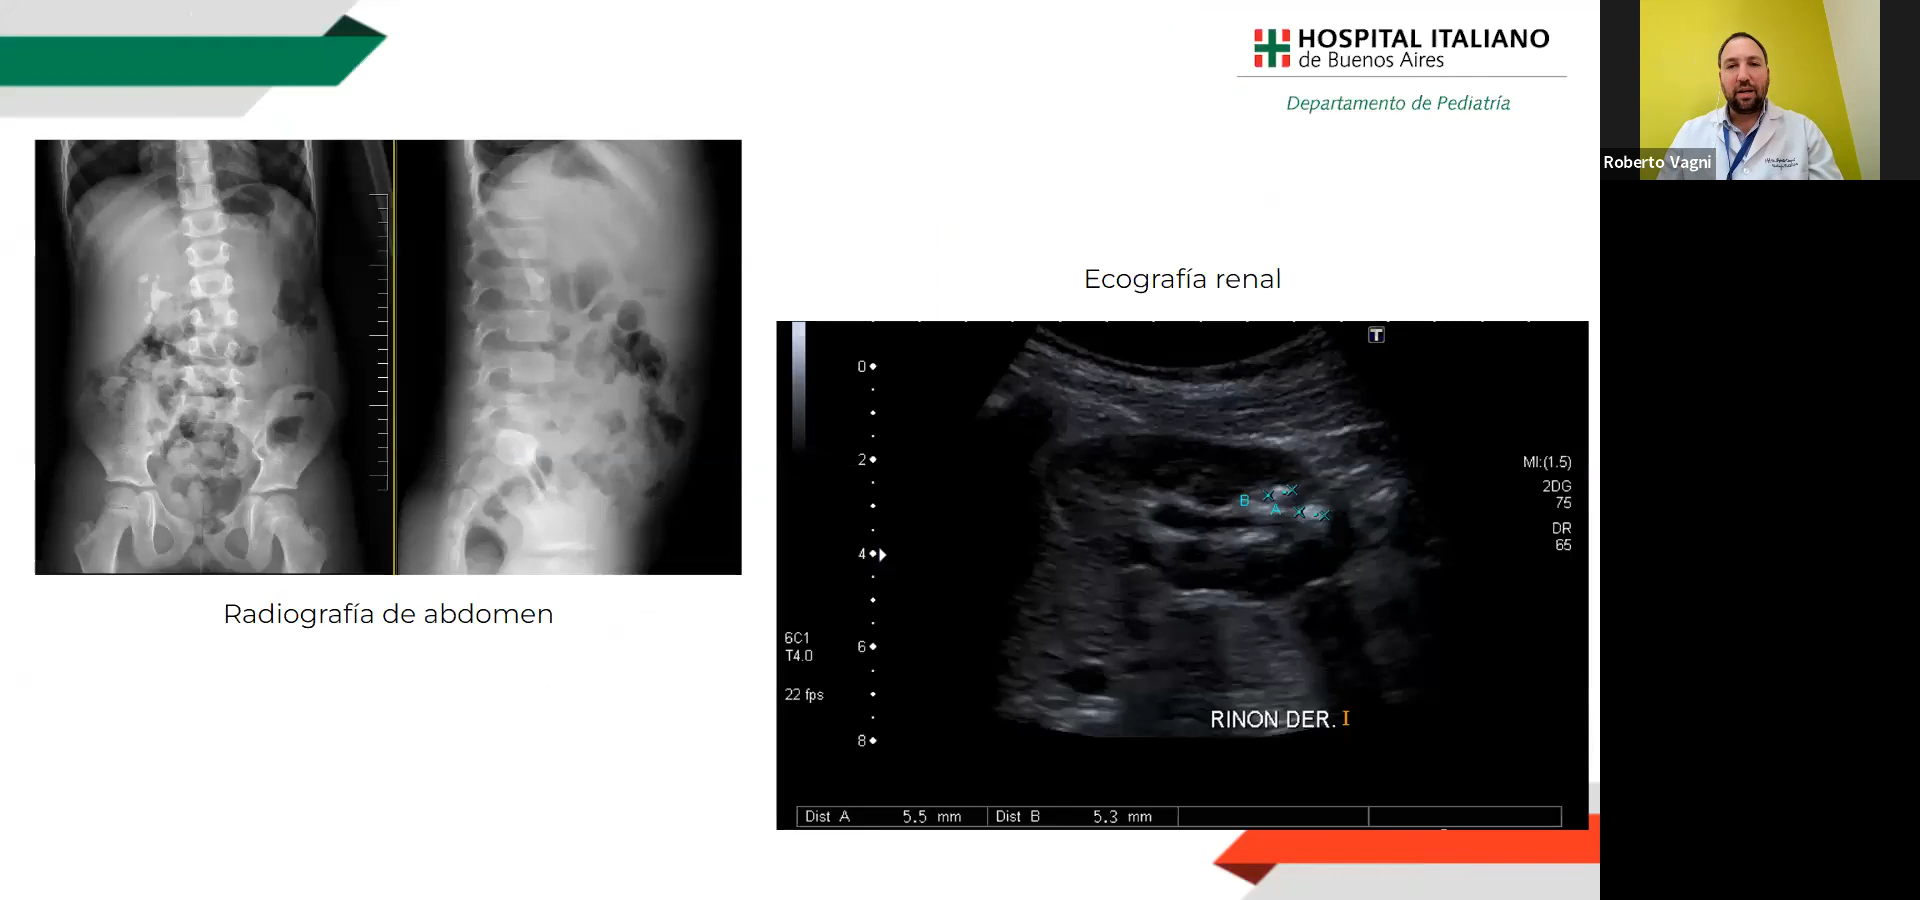 HOSPITAL ITALIANO
de Buenos Aires
Departamento de Pediatría
Roberto Vagni
Ecografía renal
Radiografía de abdomen
T
0
2
4
6
8
B
A
MI:(1.5)
2DG
75
DR
65
6C1
T4.0
22 fps
RINON DER.
Dist A 5.5 mm Dist B 5.3 mm